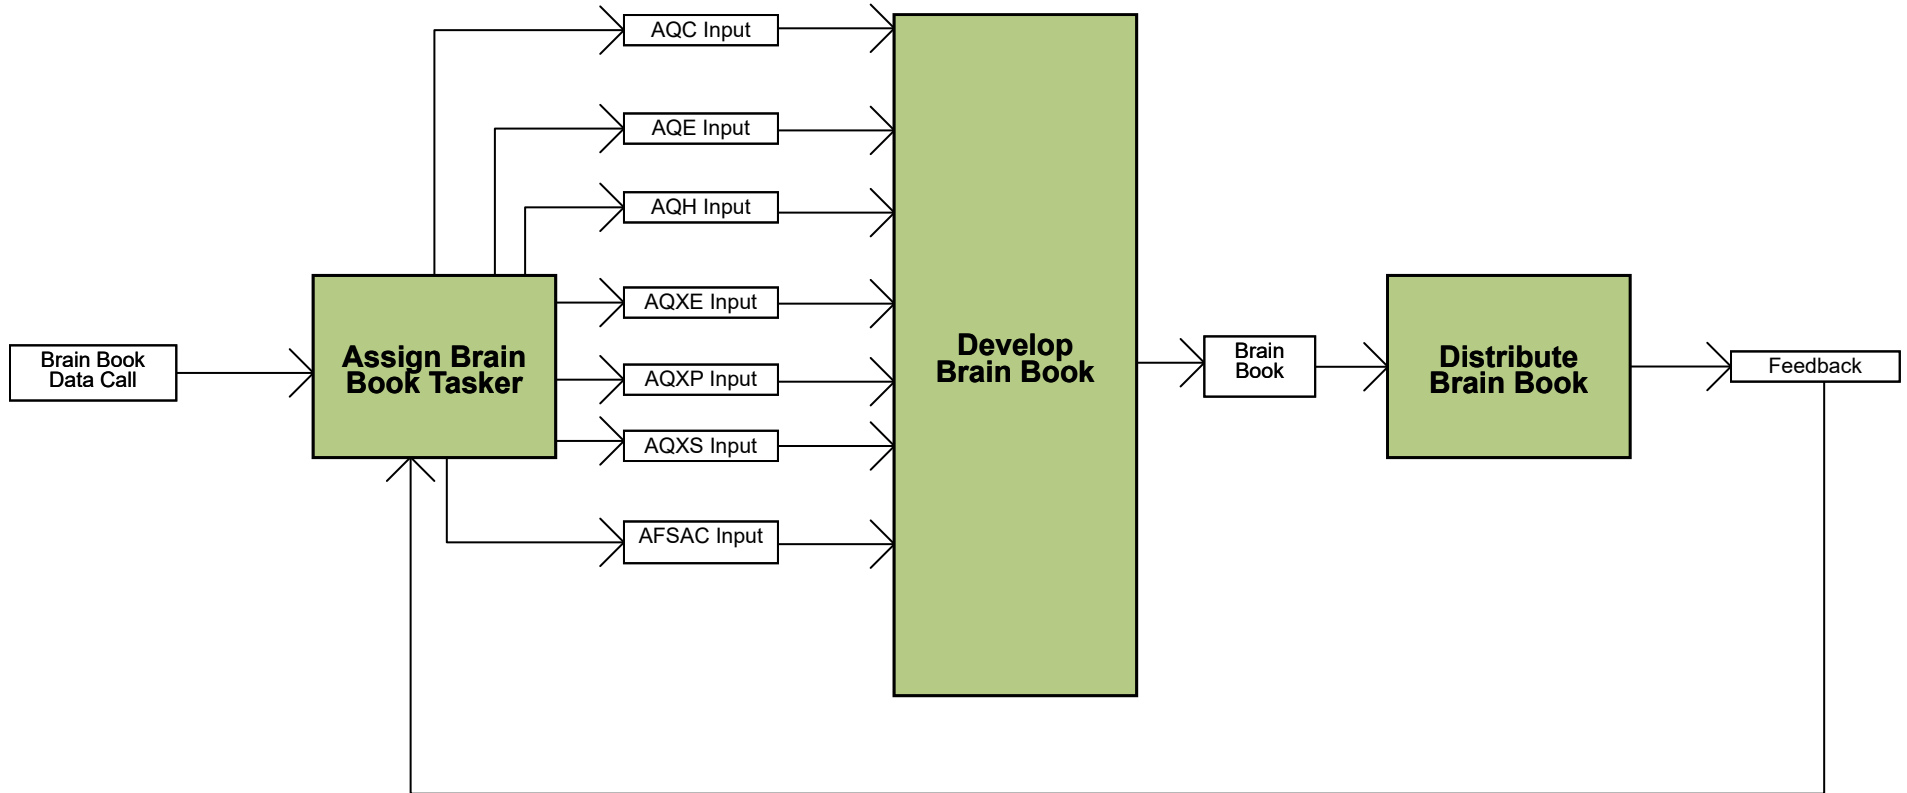 AQC Input
AQE Input
AQH Input
AQXE Input
AQXP Input
AQXS Input
AFSAC Input
Brain Book
Data Call
Assign Brain
Book Tasker
Develop
Brain Book
Brain
Book
Distribute
Brain Book
Feedback